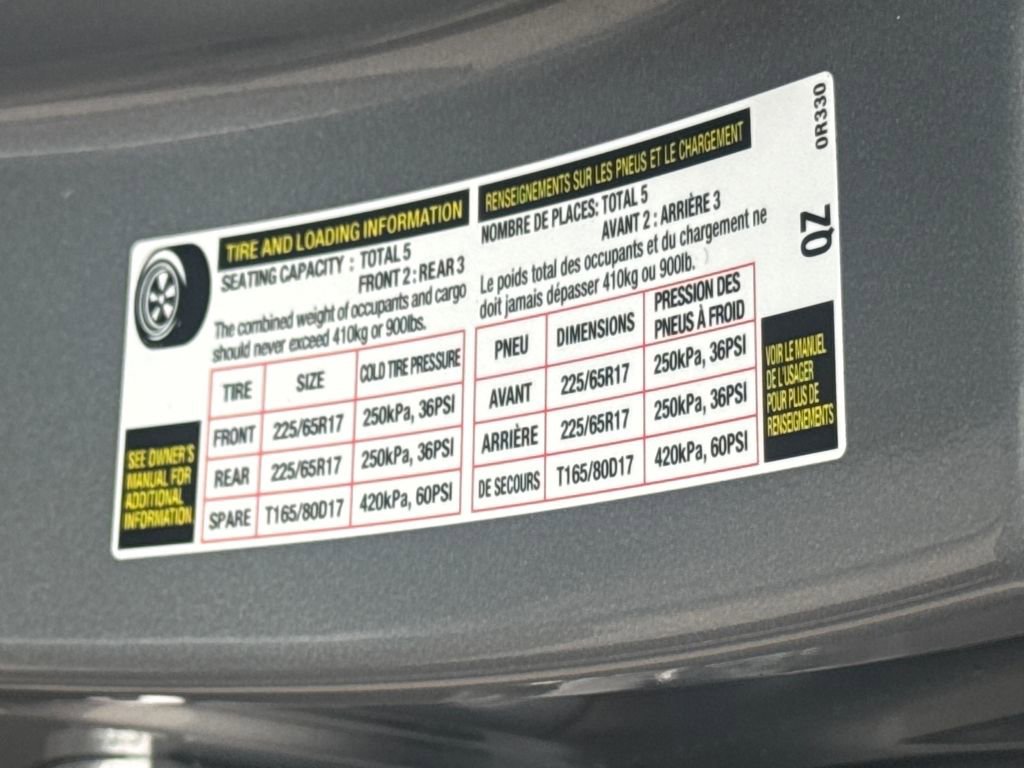 TIRE AND LOADING INFORMATION
SEATING CAPACITY : TOTAL 5
FRONT 2 : REAR 3
The combined weight of occupants and cargo
should never exceed 410kg or 900lbs.
TIRE SIZE COLD TIRE PRESSURE
FRONT 225/65R17 250kPa, 36PSI
REAR 225/65R17 250kPa, 36PSI
SPARE T165/80D17 420kPa, 60PSI
SEE OWNER'S
MANUAL FOR
ADDITIONAL
INFORMATION
RENSEIGNEMENTS SUR LES PNEUS ET LE CHARGEMENT
NOMBRE DE PLACES: TOTAL 5
AVANT 2 : ARRIÈRE 3
Le poids total des occupants et du chargement ne
doit jamais dépasser 410kg ou 900lb.
PNEU DIMENSIONS PRESSION DES
PNEUS À FROID
AVANT 225/65R17 250kPa, 36PSI
ARRIÈRE 225/65R17 250kPa, 36PSI
DE SECOURS T165/80D17 420kPa, 60PSI
VOIR LE MANUEL
DE L'USAGER
POUR PLUS DE
RENSEIGNEMENTS
QZ 0R330